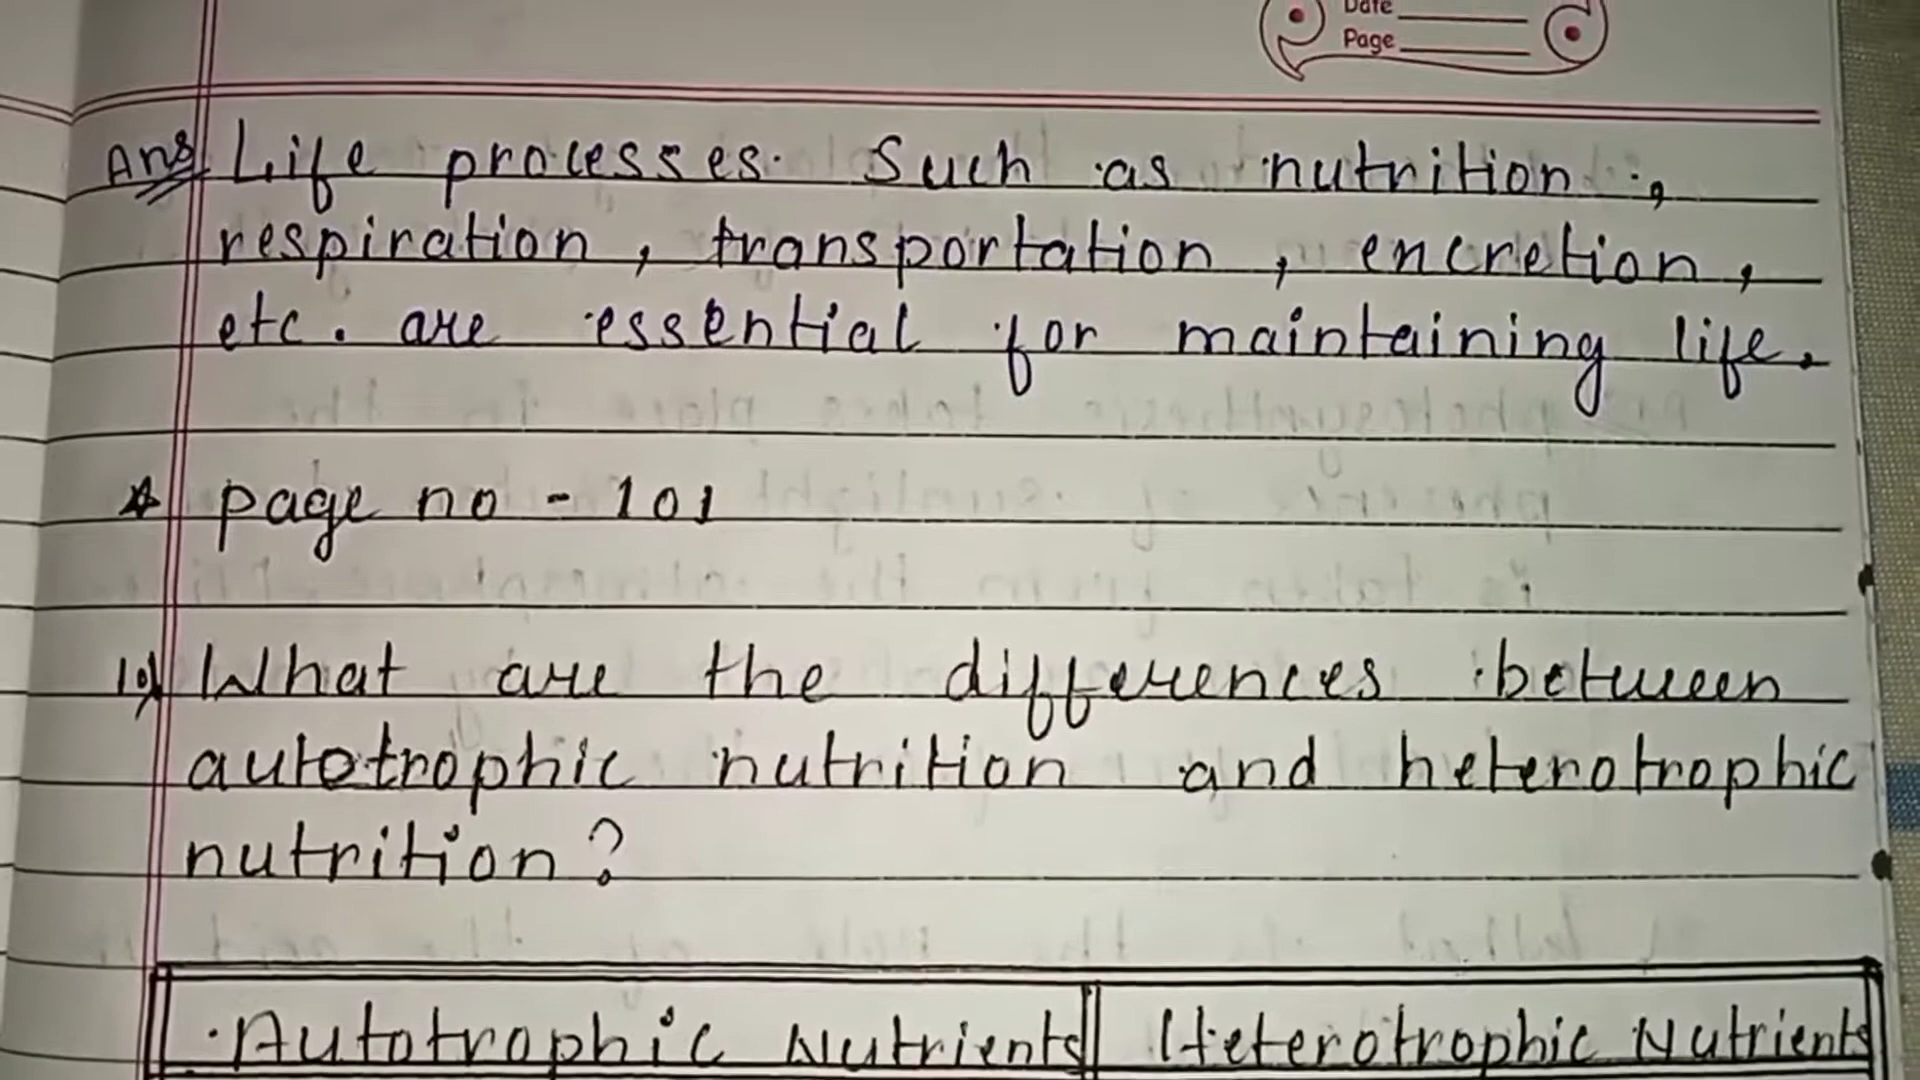 Date
Page
Ans Life processes. Such as nutrition,
respiration, transportation, encretion,
etc. are essential for maintaining life.
page no - 101
1) What are the differences between
autotrophic nutrition and heterotrophic
nutrition?
Autotrophic Nutrients Heterotrophic Nutrients